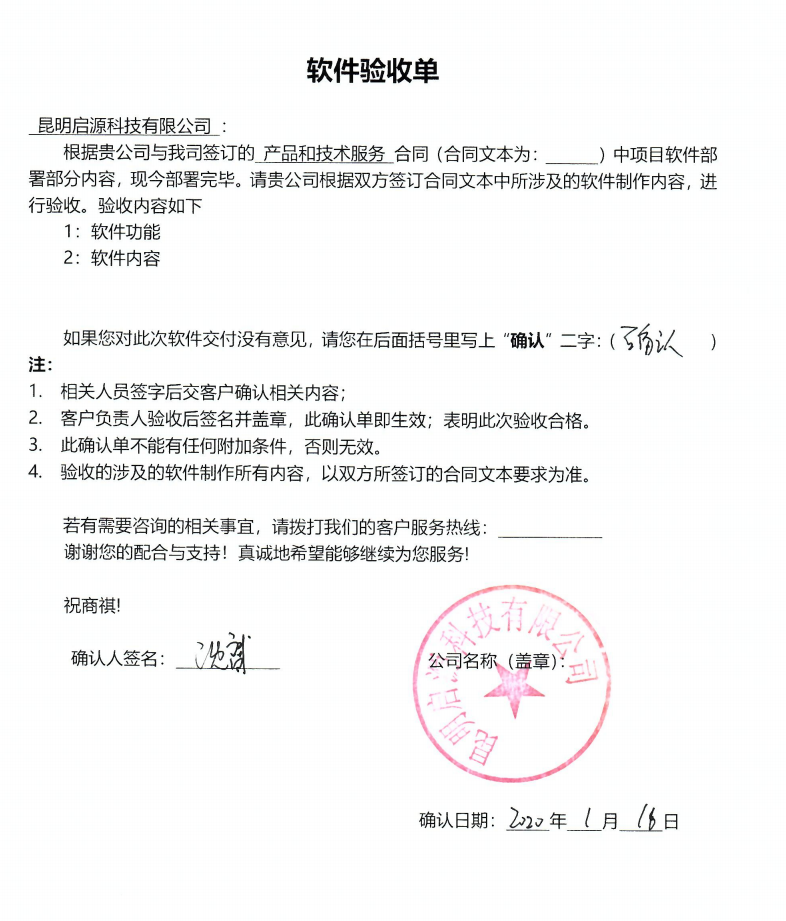 软件验收单
昆明启源科技有限公司：
根据贵公司与我司签订的 产品和技术服务 合同（合同文本为：______）中项目软件部
署部分内容，现今部署完毕。请贵公司根据双方签订合同文本中所涉及的软件制作内容，进
行验收。验收内容如下
1：软件功能
2：软件内容
如果您对此次软件交付没有意见，请您在后面括号里写上“确认”二字：（确认）
注：
1. 相关人员签字后交客户确认相关内容；
2. 客户负责人验收后签名并盖章，此确认单即生效；表明此次验收合格。
3. 此确认单不能有任何附加条件，否则无效。
4. 验收的涉及的软件制作所有内容，以双方所签订的合同文本要求为准。
若有需要咨询的相关事宜，请拨打我们的客户服务热线：____________
谢谢您的配合与支持！真诚地希望能够继续为您服务!
祝商祺!
确认人签名：
公司名称（盖章）：
昆明启源科技有限公司
确认日期：2020年1月16日